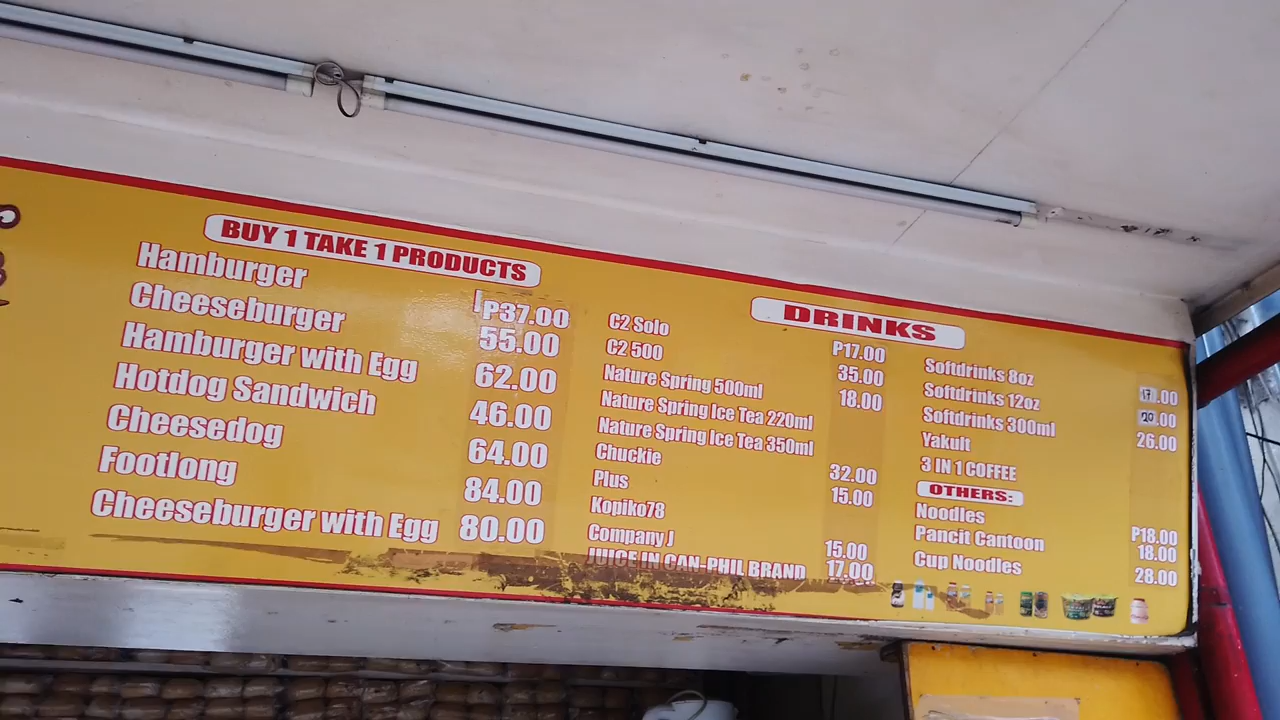 BUY 1 TAKE 1 PRODUCTS
Hamburger P37.00
Cheeseburger 55.00
Hamburger with Egg 62.00
Hotdog Sandwich 46.00
Cheesedog 64.00
Footlong 84.00
Cheeseburger with Egg 80.00
DRINKS
C2 Solo P17.00
C2 500 35.00
Nature Spring 500ml 18.00
Nature Spring Ice Tea 220ml
Nature Spring Ice Tea 350ml
Chuckie 32.00
Plus 15.00
Kopiko78
Company J 15.00
JUICE IN CAN-PHIL BRAND 17.00
Softdrinks 8oz 17.00
Softdrinks 12oz 20.00
Softdrinks 300ml 26.00
Yakult
3 IN 1 COFFEE
OTHERS:
Noodles P18.00
Pancit Cantoon 18.00
Cup Noodles 28.00